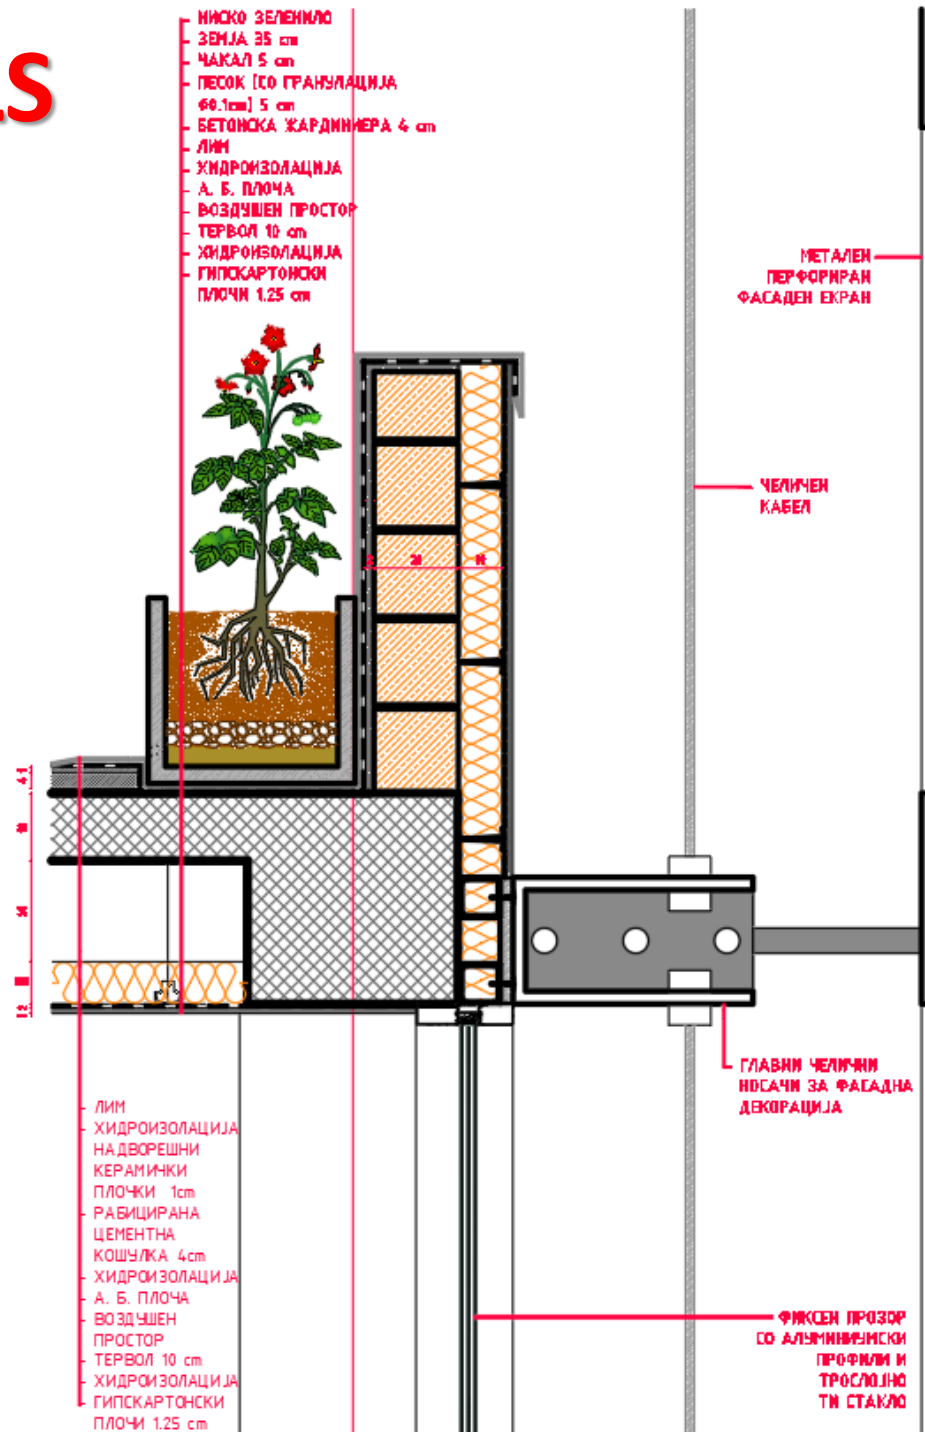 LS
НИСКО ЗЕЛЕНИЛО
ЗЕМЈА 35 cm
ЧАКАЛ 5 cm
ПЕСОК [СО ГРАНУЛАЦИЈА
Ф0.1cm] 5 cm
БЕТОНСКА ЖАРДИНИЕРА 4 cm
ЛИМ
ХИДРОИЗОЛАЦИЈА
А. Б. ПЛОЧА
ВОЗДУШЕН ПРОСТОР
ТЕРВОЛ 10 cm
ХИДРОИЗОЛАЦИЈА
ГИПСКАРТОНСКИ
ПЛОЧИ 1.25 cm
МЕТАЛЕН
ПЕРФОРИРАН
ФАСАДЕН ЕКРАН
ЧЕЛИЧЕН
КАБЕЛ
ГЛАВНИ ЧЕЛИЧНИ
НОСАЧИ ЗА ФАСАДНА
ДЕКОРАЦИЈА
ЛИМ
ХИДРОИЗОЛАЦИЈА
НАДВОРЕШНИ
КЕРАМИЧКИ
ПЛОЧКИ 1cm
РАБИЦИРАНА
ЦЕМЕНТНА
КОШУЛКА 4cm
ХИДРОИЗОЛАЦИЈА
А. Б. ПЛОЧА
ВОЗДУШЕН
ПРОСТОР
ТЕРВОЛ 10 cm
ХИДРОИЗОЛАЦИЈА
ГИПСКАРТОНСКИ
ПЛОЧИ 1.25 cm
ФИКСЕН ПРОЗОР
СО АЛУМИНИУМСКИ
ПРОФИЛИ И
ТРОСЛОЈНО
ТН СТАКЛО